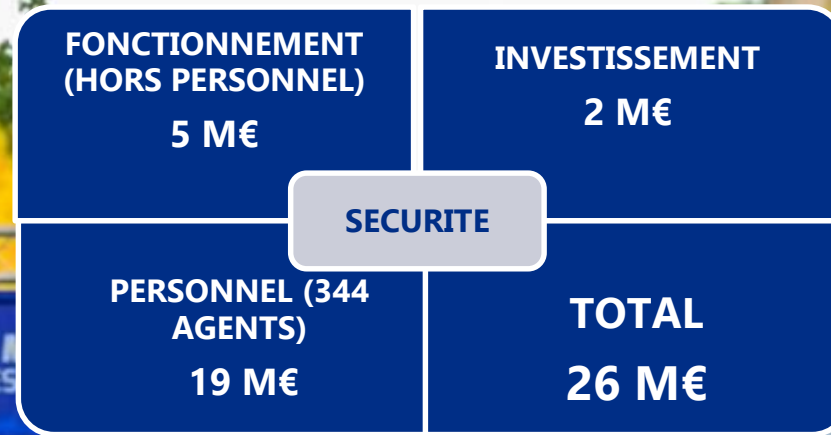 FONCTIONNEMENT
(HORS PERSONNEL)
5 M€
INVESTISSEMENT
2 M€
SECURITE
PERSONNEL (344
AGENTS)
19 M€
TOTAL
26 M€